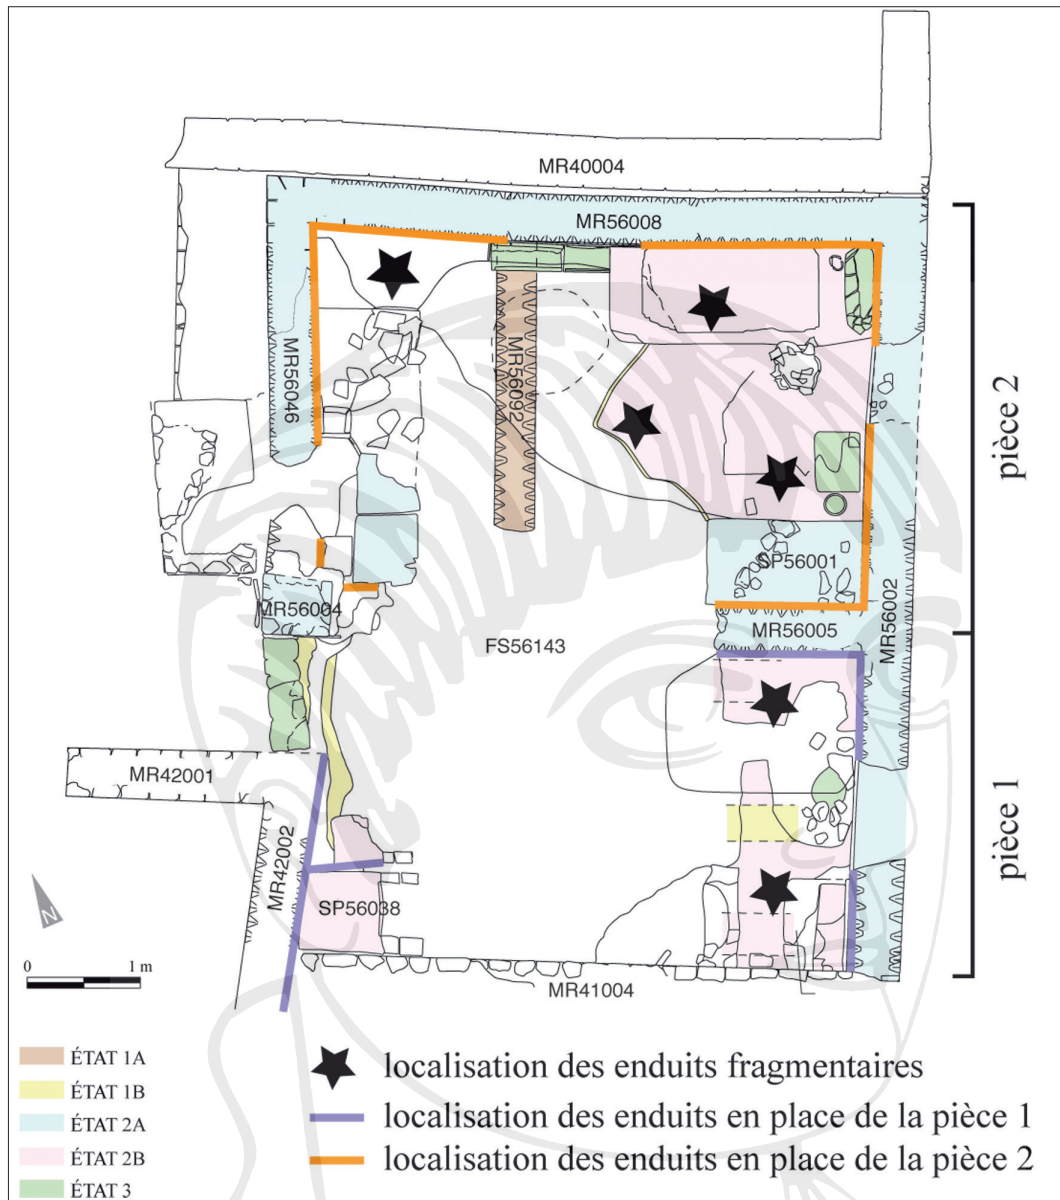 MR40004
MR56008
MR56046
MR56092
pièce 2
SP56001
MR56004
MR56005
MR56002
FS56143
MR42001
pièce 1
MR42002
SP56038
MR41004
N
0 1 m
ÉTAT 1A
ÉTAT 1B
ÉTAT 2A
ÉTAT 2B
ÉTAT 3
localisation des enduits fragmentaires
localisation des enduits en place de la pièce 1
localisation des enduits en place de la pièce 2